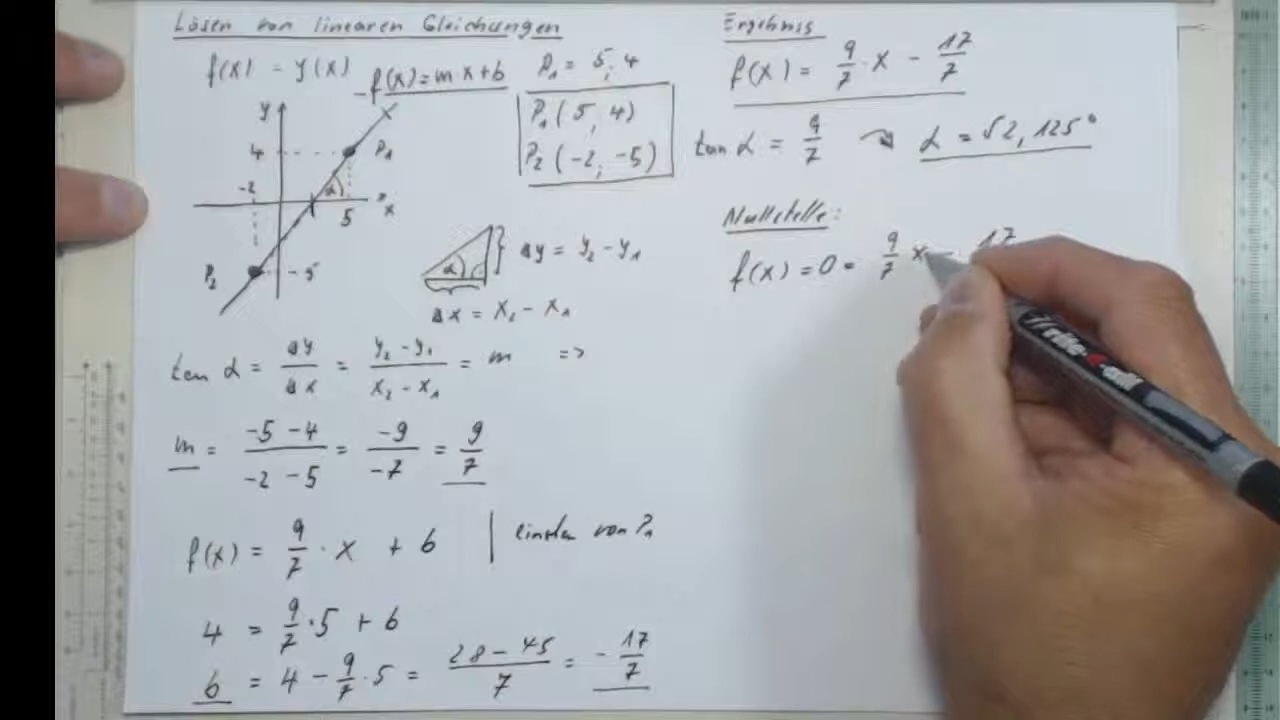 Lösen von linearen Gleichungen
f(x) = y(x)
f(x) = m·x+b
P₁ = 5; 4
P₁ (5, 4)
P₂ (-2, -5)
y
4
P₁
-2
α
x
5
P₂
-5
α
Δy = y₂ - y₁
Δx = x₂ - x₁
tan α = Δy/Δx = (y₂ - y₁)/(x₂ - x₁) = m =>
m = (-5 - 4)/(-2 - 5) = -9/-7 = 9/7
f(x) = 9/7 · x + b | von P₁
4 = 9/7 · 5 + b
b = 4 - 9/7 · 5 = (28 - 45)/7 = - 17/7
Ergebnis
f(x) = 9/7 · x - 17/7
tan α = 9/7 α = 52,125°
Nullstelle:
f(x) = 0 = 9/7 x - 17